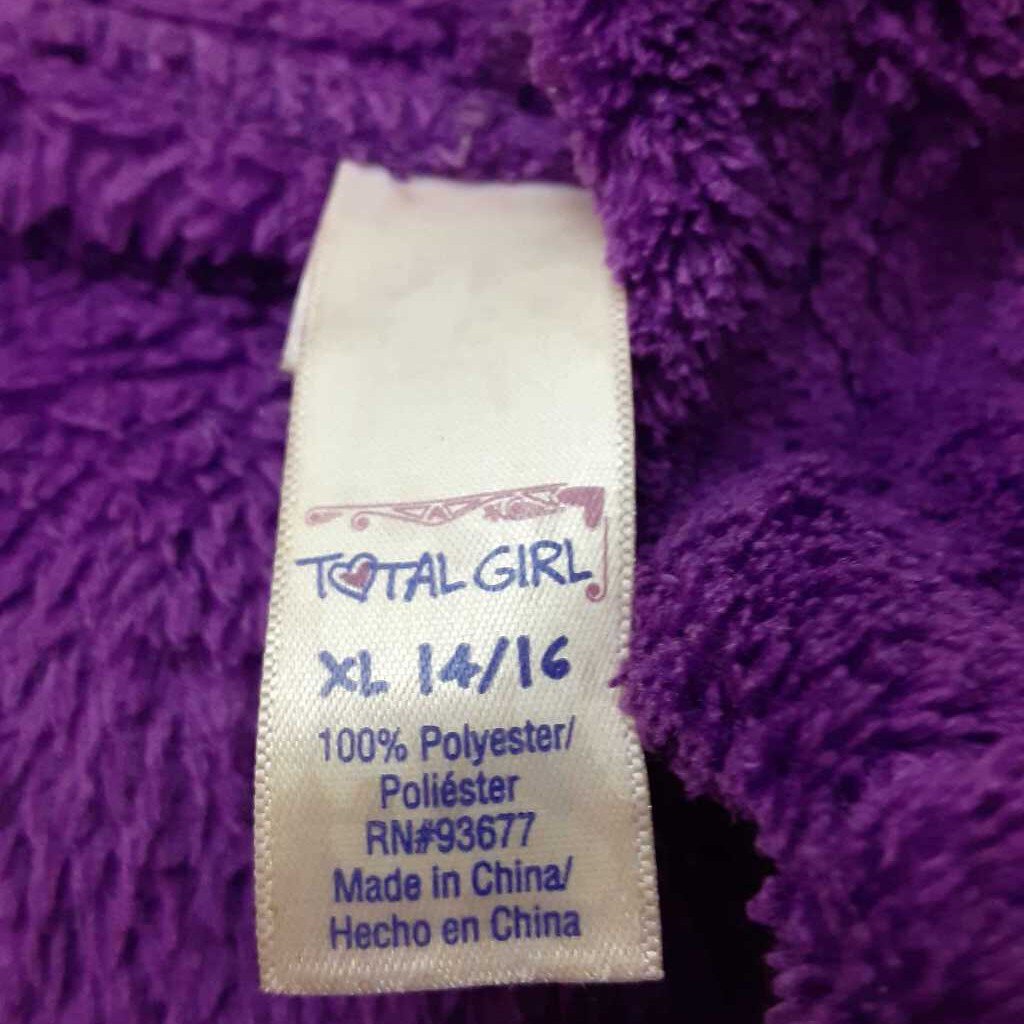 TOTAL GIRL
XL 14/16
100% Polyester/
Poliéster
RN#93677
Made in China/
Hecho en China